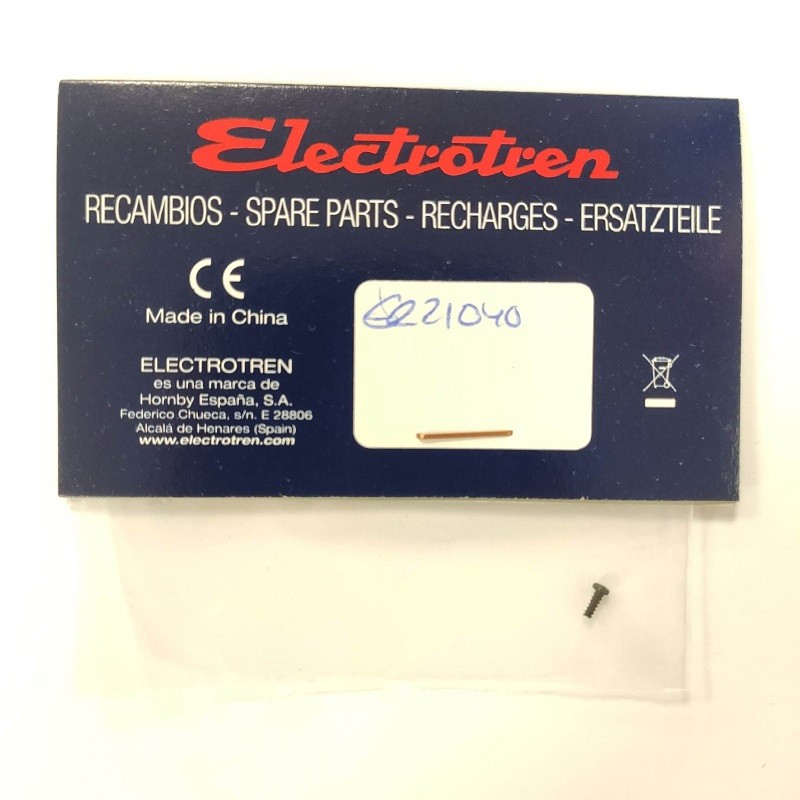 Electrotren
RECAMBIOS - SPARE PARTS - RECHARGES - ERSATZTEILE
CE
Made in China
21040
ELECTROTREN
es una marca de
Hornby España, S.A.
Federico Chueca, s/n. E 28806
Alcalá de Henares (Spain)
www.electrotren.com